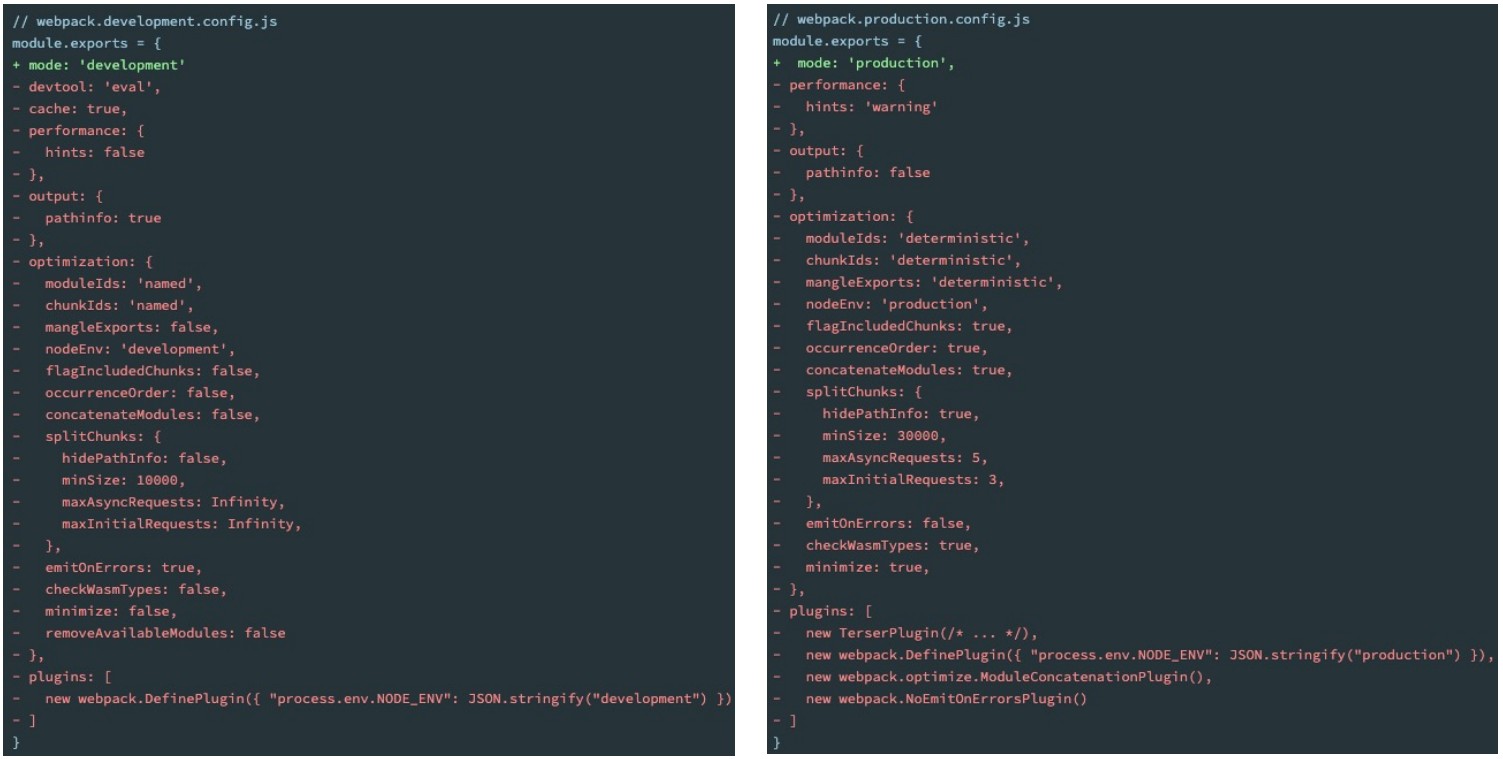 // webpack.development.config.js
module.exports = {
+ mode: 'development'
- devtool: 'eval',
- cache: true,
- performance: {
-   hints: false
- },
- output: {
-   pathinfo: true
- },
- optimization: {
-   moduleIds: 'named',
-   chunkIds: 'named',
-   mangleExports: false,
-   nodeEnv: 'development',
-   flagIncludedChunks: false,
-   occurrenceOrder: false,
-   concatenateModules: false,
-   splitChunks: {
-     hidePathInfo: false,
-     minSize: 10000,
-     maxAsyncRequests: Infinity,
-     maxInitialRequests: Infinity,
-   },
-   emitOnErrors: true,
-   checkWasmTypes: false,
-   minimize: false,
-   removeAvailableModules: false
- },
- plugins: [
-   new webpack.DefinePlugin({ "process.env.NODE_ENV": JSON.stringify("development") })
- ]
}
// webpack.production.config.js
module.exports = {
+  mode: 'production',
- performance: {
-   hints: 'warning'
- },
- output: {
-   pathinfo: false
- },
- optimization: {
-   moduleIds: 'deterministic',
-   chunkIds: 'deterministic',
-   mangleExports: 'deterministic',
-   nodeEnv: 'production',
-   flagIncludedChunks: true,
-   occurrenceOrder: true,
-   concatenateModules: true,
-   splitChunks: {
-     hidePathInfo: true,
-     minSize: 30000,
-     maxAsyncRequests: 5,
-     maxInitialRequests: 3,
-   },
-   emitOnErrors: false,
-   checkWasmTypes: true,
-   minimize: true,
- },
- plugins: [
-   new TerserPlugin(/* ... */),
-   new webpack.DefinePlugin({ "process.env.NODE_ENV": JSON.stringify("production") }),
-   new webpack.optimize.ModuleConcatenationPlugin(),
-   new webpack.NoEmitOnErrorsPlugin()
- ]
}